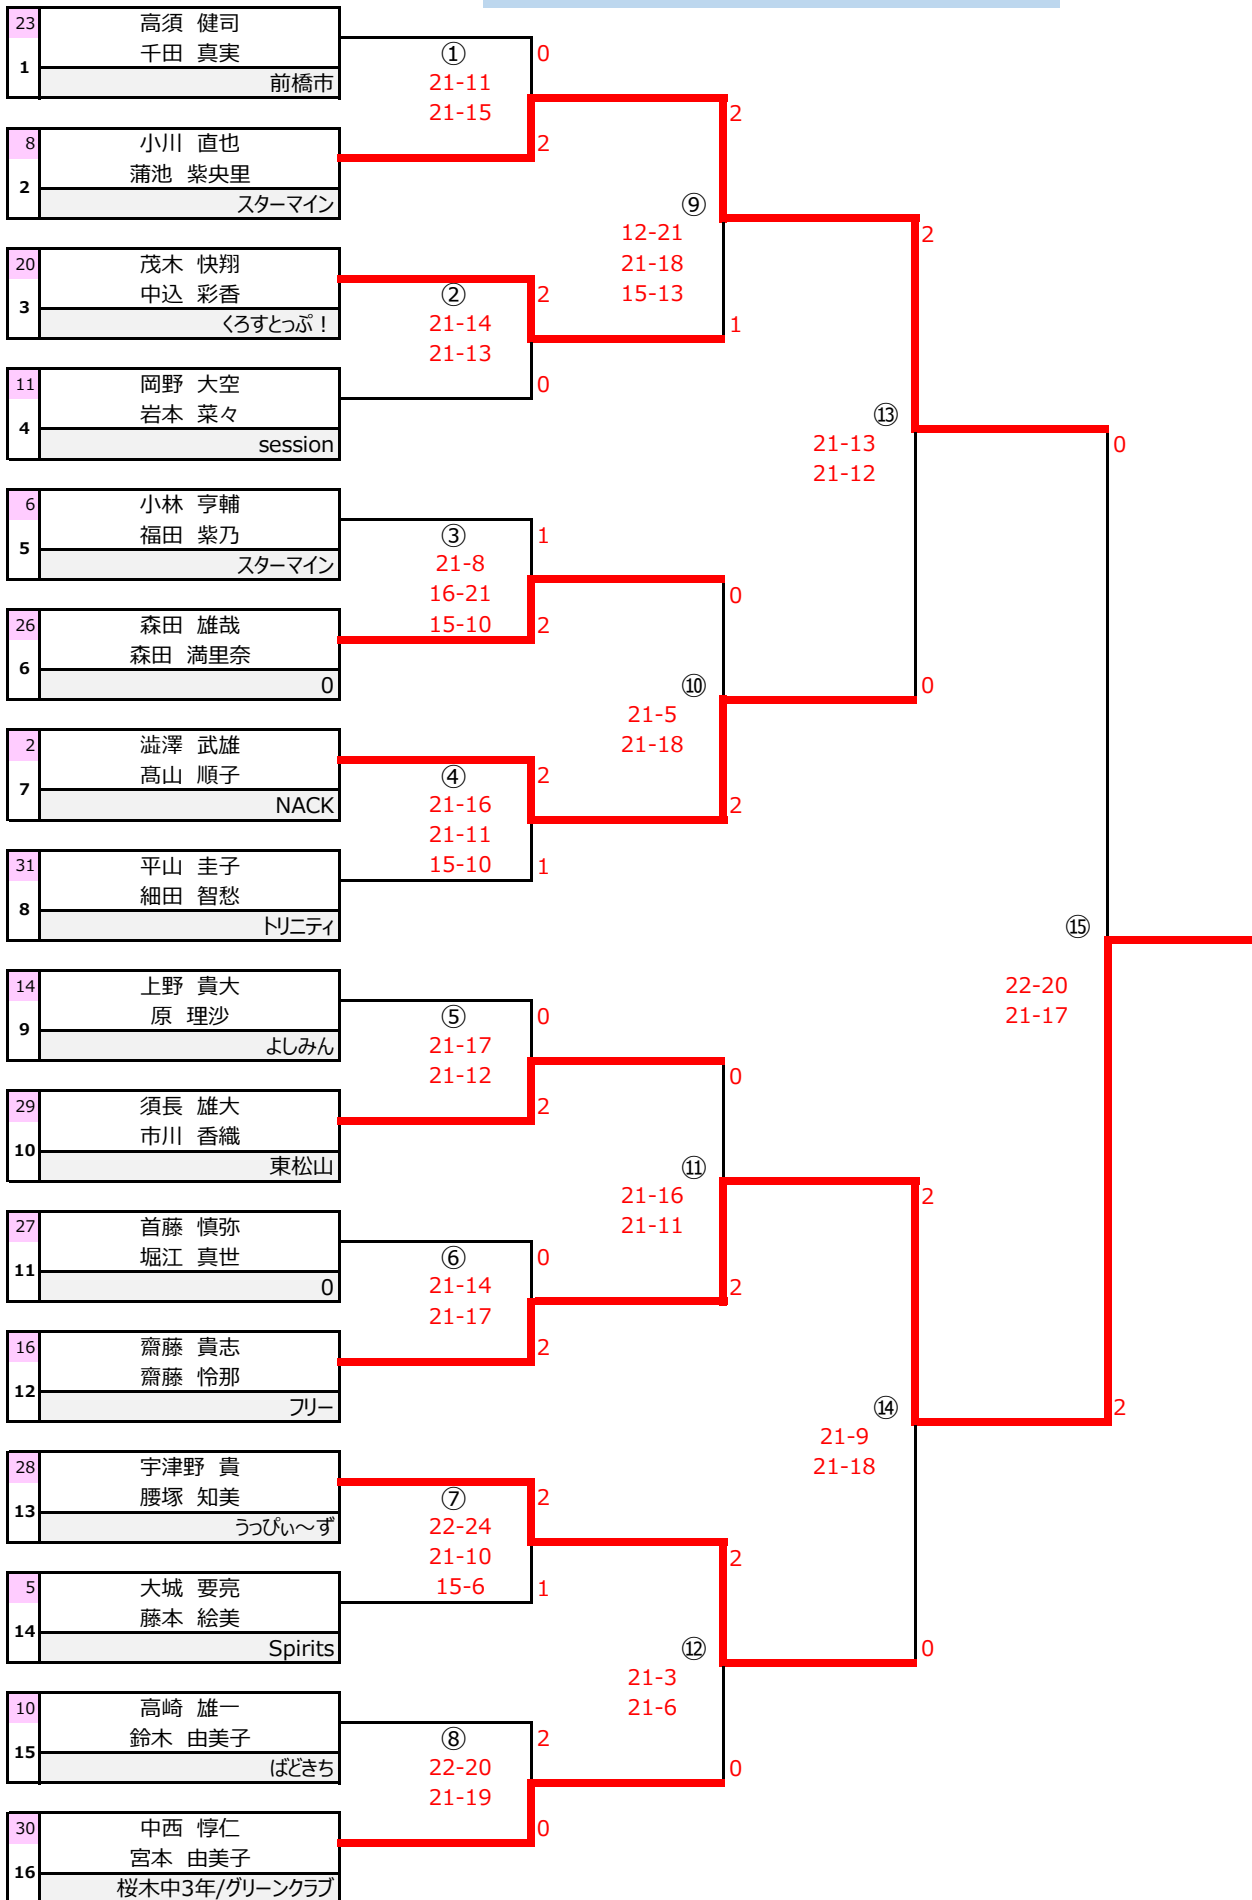 23
高須 健司
千田 真実
1
前橋市
①
21-11
21-15
0
2
8
小川 直也
蒲池 紫央里
2
スターマイン
2
⑨
12-21
21-18
15-13
1
20
茂木 快翔
中込 彩香
3
くろすとっぷ！
②
21-14
21-13
2
0
11
岡野 大空
岩本 菜々
4
session
2
⑬
21-13
21-12
0
6
小林 亨輔
福田 紫乃
5
スターマイン
③
21-8
16-21
15-10
1
2
26
森田 雄哉
森田 満里奈
6
0
0
⑩
21-5
21-18
2
2
澁澤 武雄
髙山 順子
7
NACK
④
21-16
21-11
15-10
2
1
31
平山 圭子
細田 智愁
8
トリニティ
0
⑮
22-20
21-17
2
14
上野 貴大
原 理沙
9
よしみん
⑤
21-17
21-12
0
2
29
須長 雄大
市川 香織
10
東松山
0
⑪
21-16
21-11
2
27
首藤 慎弥
堀江 真世
11
0
⑥
21-14
21-17
0
2
16
齋藤 貴志
齋藤 怜那
12
フリー
2
⑭
21-9
21-18
0
28
宇津野 貴
腰塚 知美
13
うっぴぃ～ず
⑦
22-24
21-10
15-6
2
1
5
大城 要亮
藤本 絵美
14
Spirits
2
⑫
21-3
21-6
0
10
高崎 雄一
鈴木 由美子
15
ばどきち
⑧
22-20
21-19
2
0
30
中西 惇仁
宮本 由美子
16
桜木中3年/グリーンクラブ